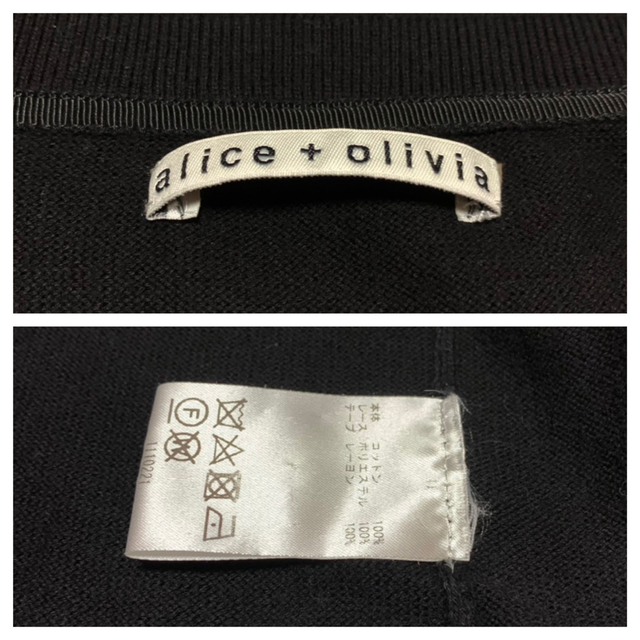 alice + olivia
本体 コットン 100%
レース ポリエステル 100%
テープ レーヨン 100%
F
1110221